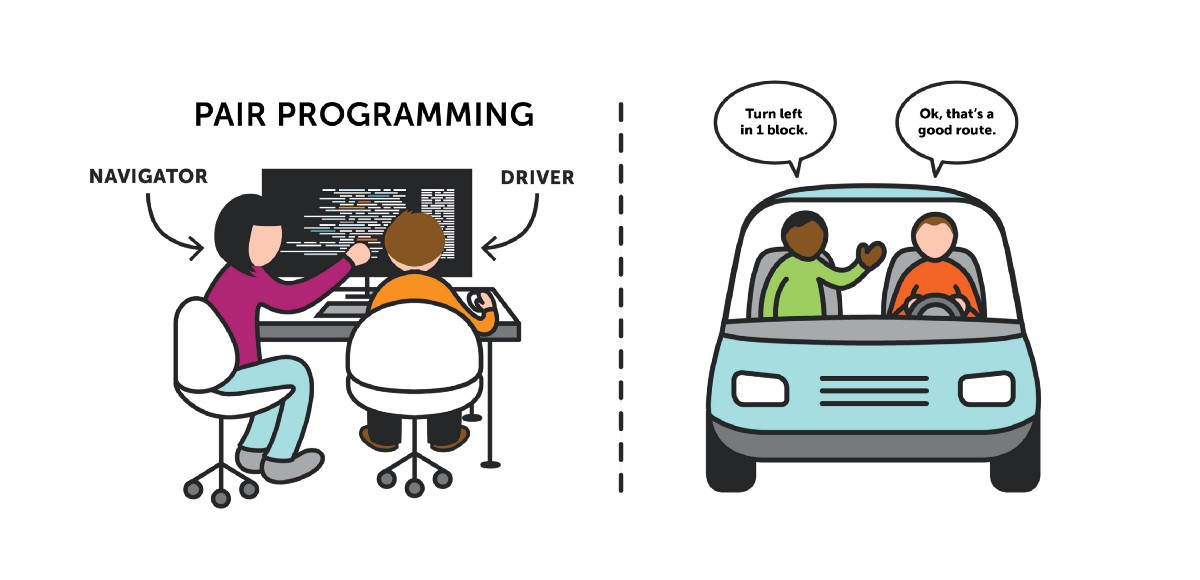 PAIR PROGRAMMING
NAVIGATOR
DRIVER
Turn left
in 1 block.
Ok, that's a
good route.